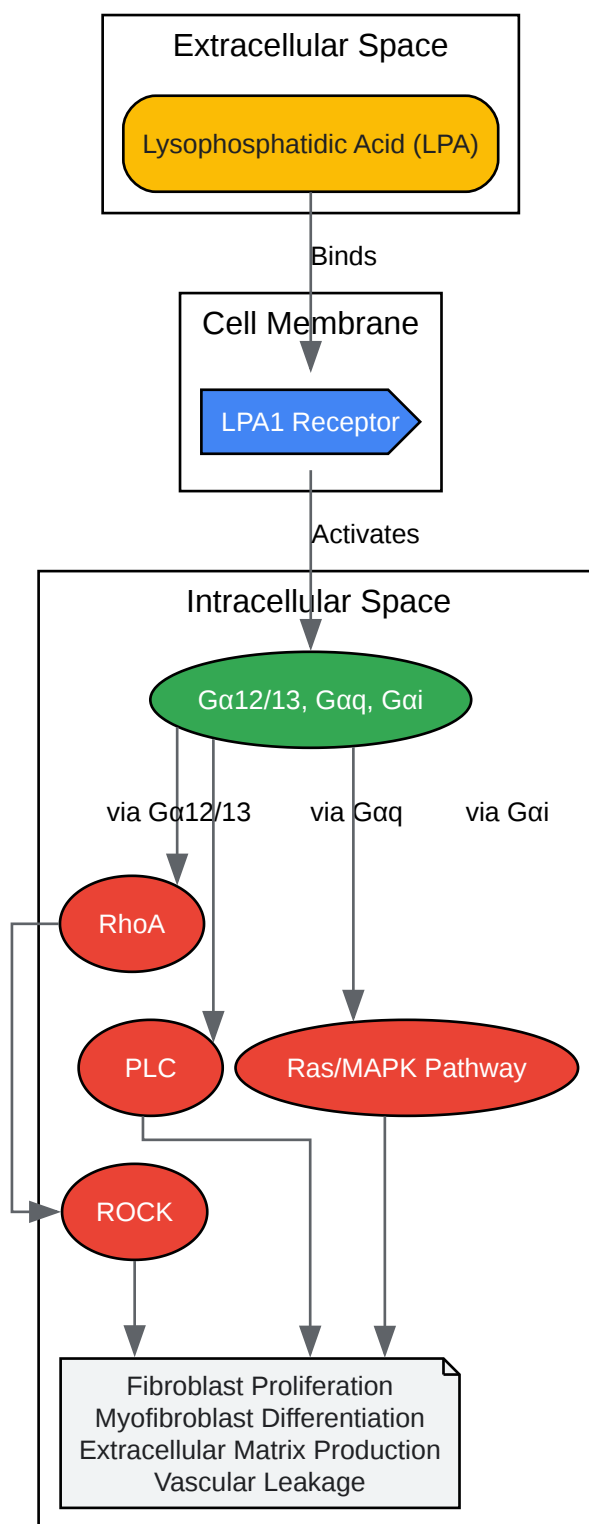 Extracellular Space
Lysophosphatidic Acid (LPA)
Binds
Cell Membrane
LPA1 Receptor
Activates
Intracellular Space
Gα12/13, Gαq, Gαi
via Gα12/13
via Gαq
via Gαi
RhoA
PLC
Ras/MAPK Pathway
ROCK
Fibroblast Proliferation
Myofibroblast Differentiation
Extracellular Matrix Production
Vascular Leakage